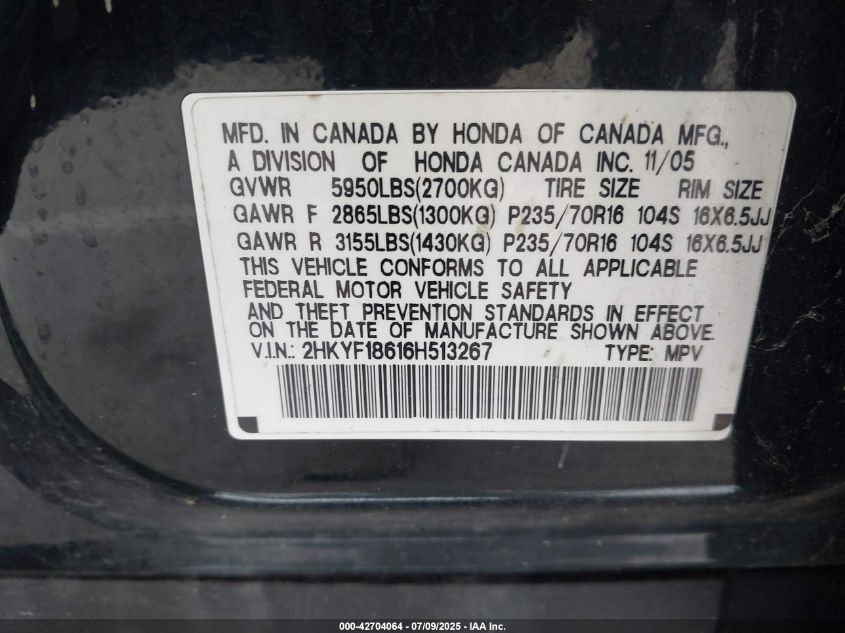 MFD. IN CANADA BY HONDA OF CANADA MFG.,
A DIVISION OF HONDA CANADA INC. 11/05
GVWR 5950LBS(2700KG) TIRE SIZE RIM SIZE
GAWR F 2865LBS(1300KG) P235/70R16 104S 16X6.5JJ
GAWR R 3155LBS(1430KG) P235/70R16 104S 16X6.5JJ
THIS VEHICLE CONFORMS TO ALL APPLICABLE
FEDERAL MOTOR VEHICLE SAFETY
AND THEFT PREVENTION STANDARDS IN EFFECT
ON THE DATE OF MANUFACTURE SHOWN ABOVE.
V.I.N.: 2HKYF18616H513267 TYPE: MPV
000-42704064 / 07/09/2025 - IAA Inc.